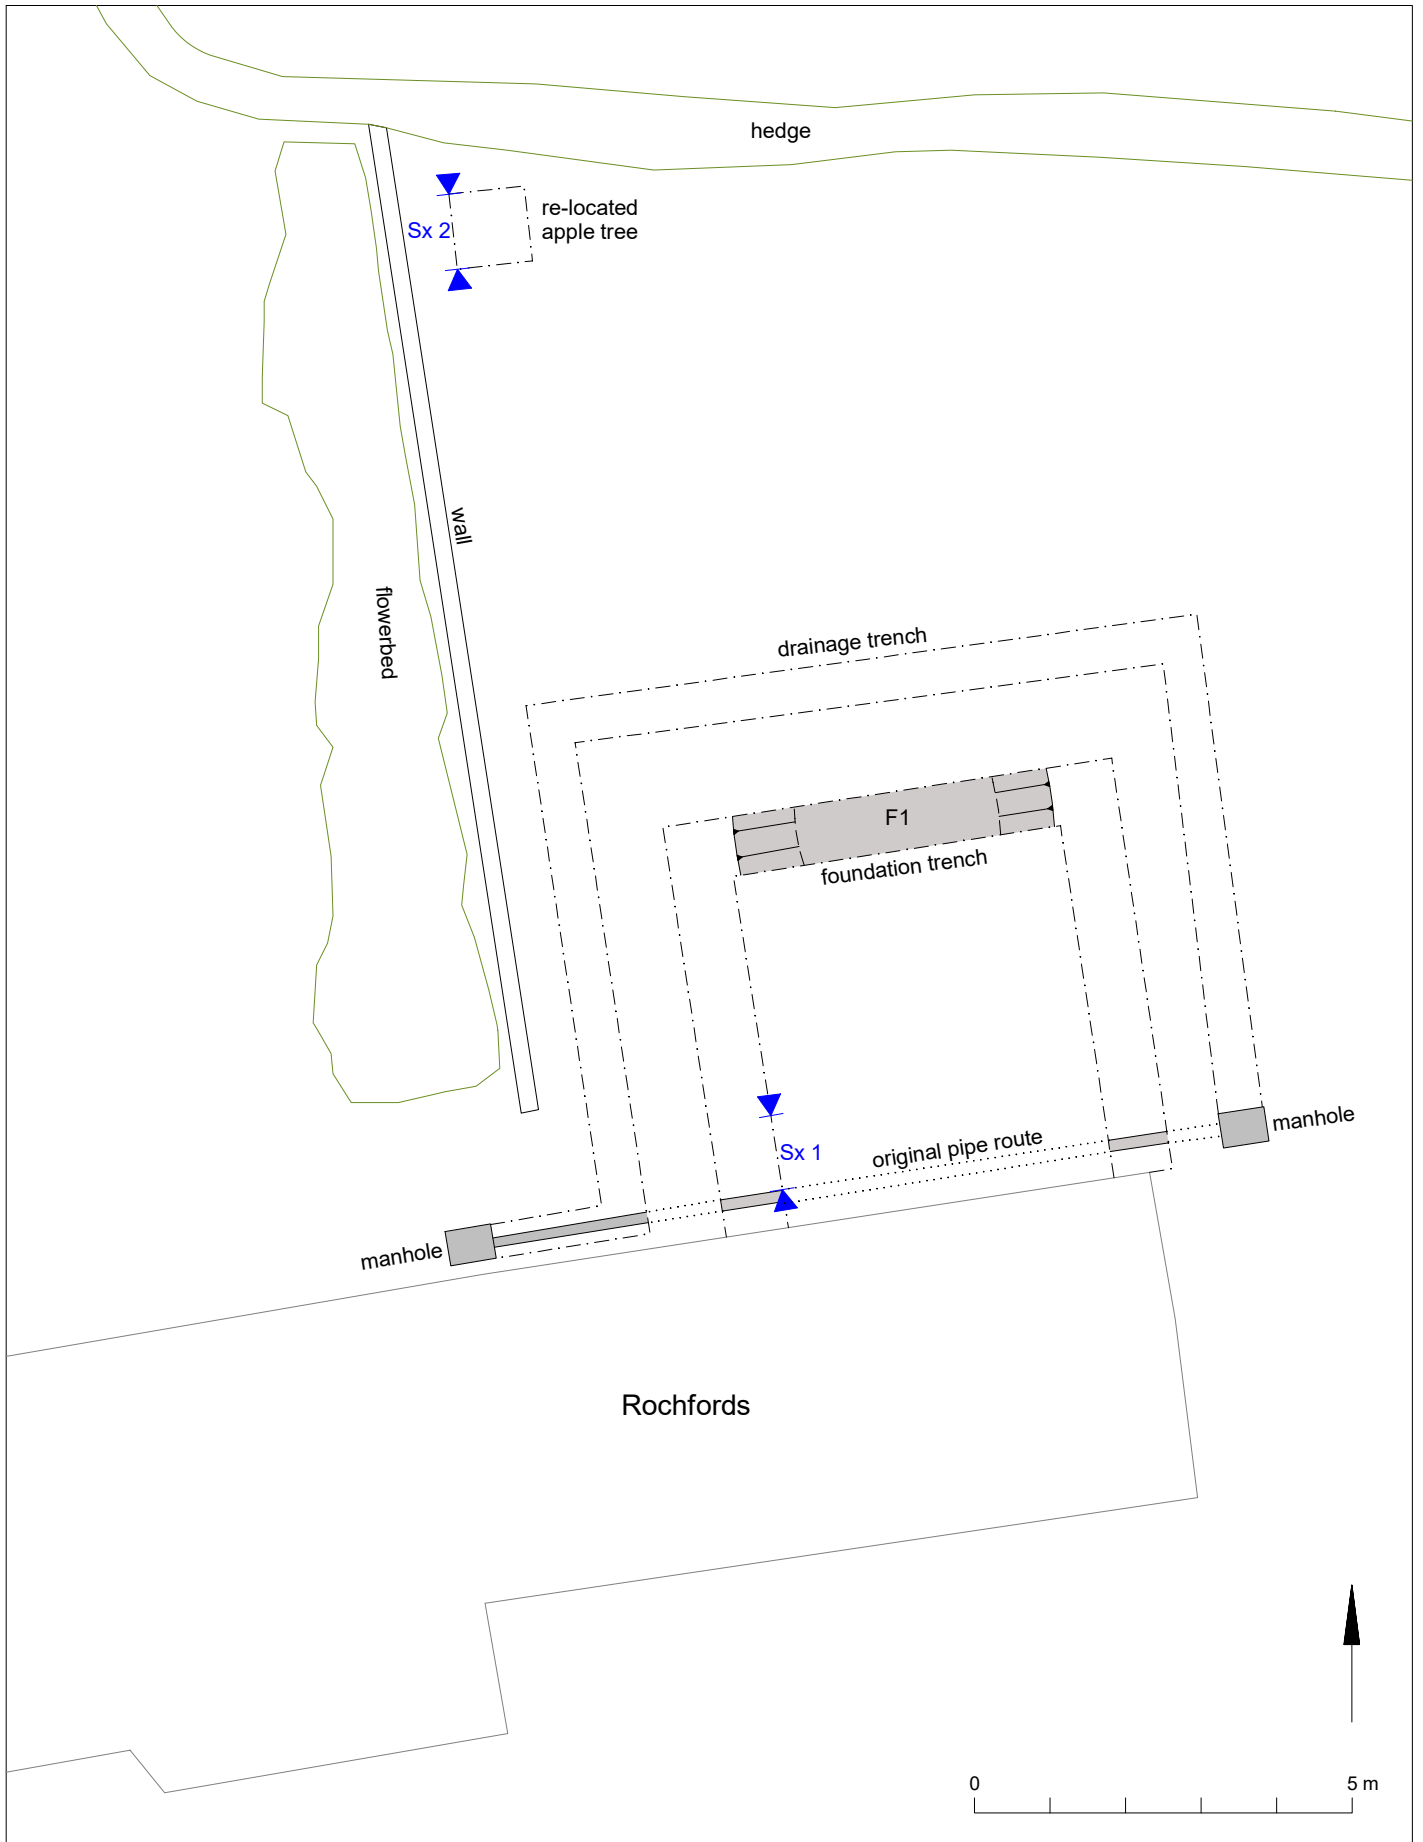 hedge
re-located
apple tree
Sx 2
wall
flowerbed
drainage trench
F1
foundation trench
manhole
original pipe route
Sx 1
manhole
Rochfords
0
5 m